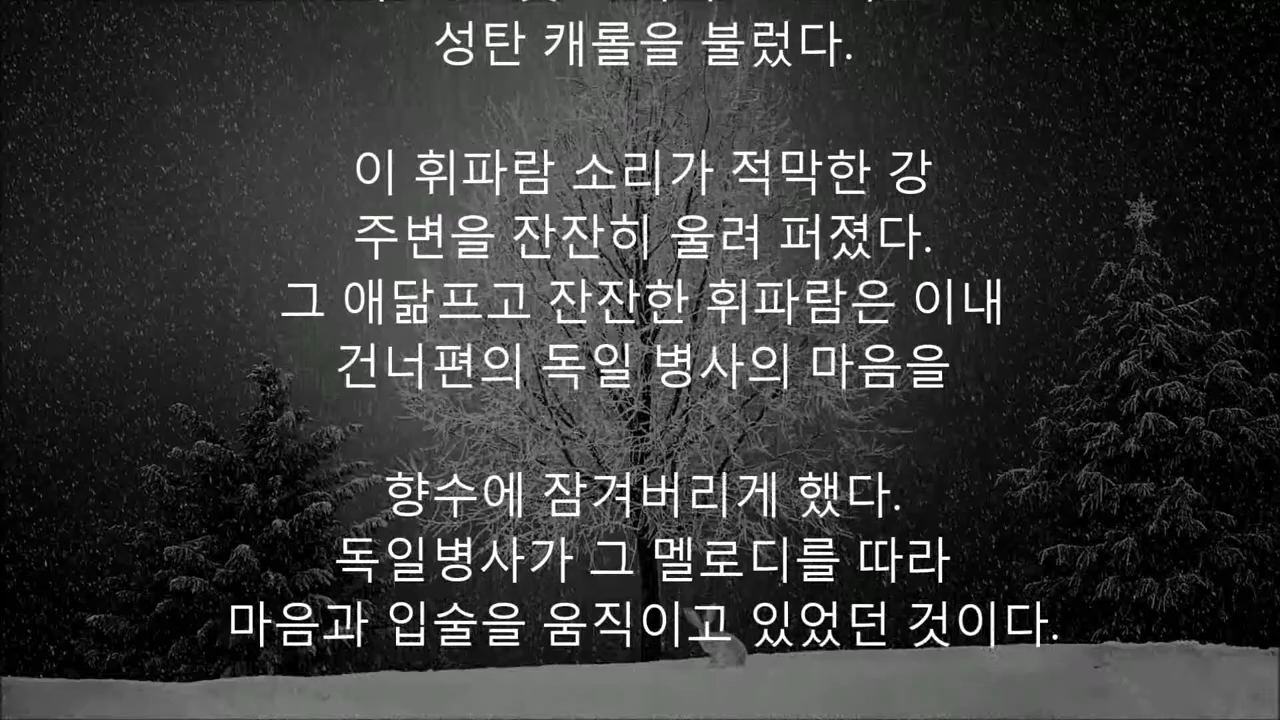 성탄 캐롤을 불렀다.
이 휘파람 소리가 적막한 강
주변을 잔잔히 울려 퍼졌다.
그 애닯프고 잔잔한 휘파람은 이내
건너편의 독일 병사의 마음을
향수에 잠겨버리게 했다.
독일병사가 그 멜로디를 따라
마음과 입술을 움직이고 있었던 것이다.